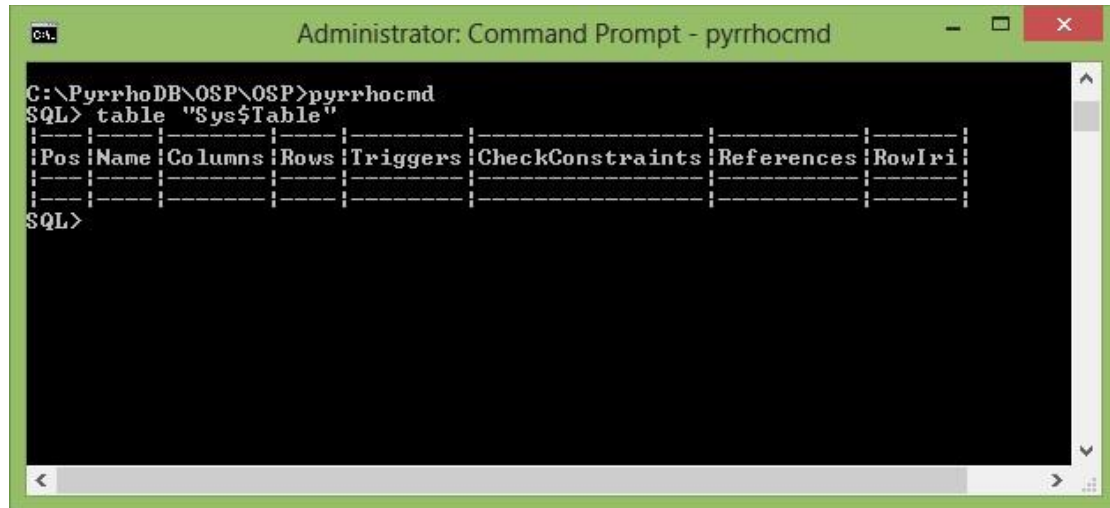 Administrator: Command Prompt - pyrrhocmd
C:\PyrrhoDB\OSP\OSP>pyrrhocmd
SQL> table "Sys$Table"
|---|----|-------|----|--------|----------------|----------|------|
|Pos|Name|Columns|Rows|Triggers|CheckConstraints|References|RowIri|
|---|----|-------|----|--------|----------------|----------|------|
|---|----|-------|----|--------|----------------|----------|------|
SQL>